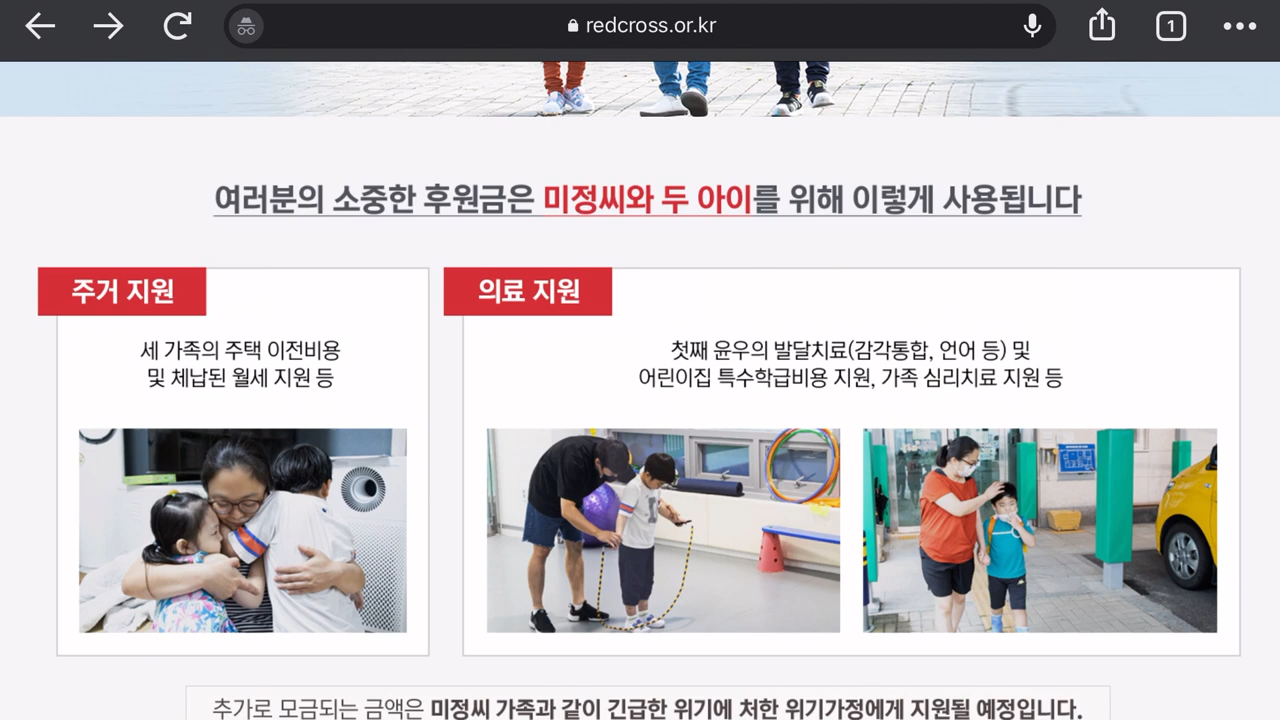 redcross.or.kr
1
여러분의 소중한 후원금은 미정씨와 두 아이를 위해 이렇게 사용됩니다
주거 지원
세 가족의 주택 이전비용
및 체납된 월세 지원 등
의료 지원
첫째 윤우의 발달치료(감각통합, 언어 등) 및
어린이집 특수학급비용 지원, 가족 심리치료 지원 등
추가로 모금되는 금액은 미정씨 가족과 같이 긴급한 위기에 처한 위기가정에게 지원될 예정입니다.